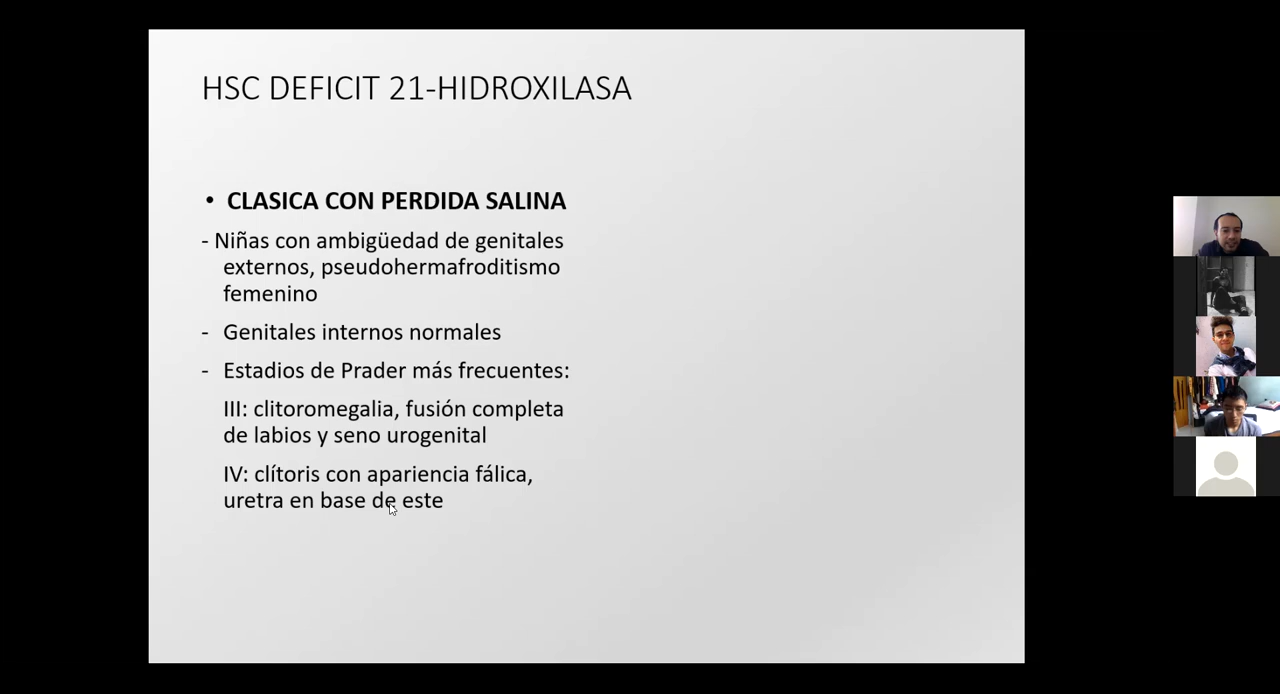 HSC DEFICIT 21-HIDROXILASA
• CLASICA CON PERDIDA SALINA
- Niñas con ambigüedad de genitales
externos, pseudohermafroditismo
femenino
- Genitales internos normales
- Estadios de Prader más frecuentes:
III: clitoromegalia, fusión completa
de labios y seno urogenital
IV: clítoris con apariencia fálica,
uretra en base de este